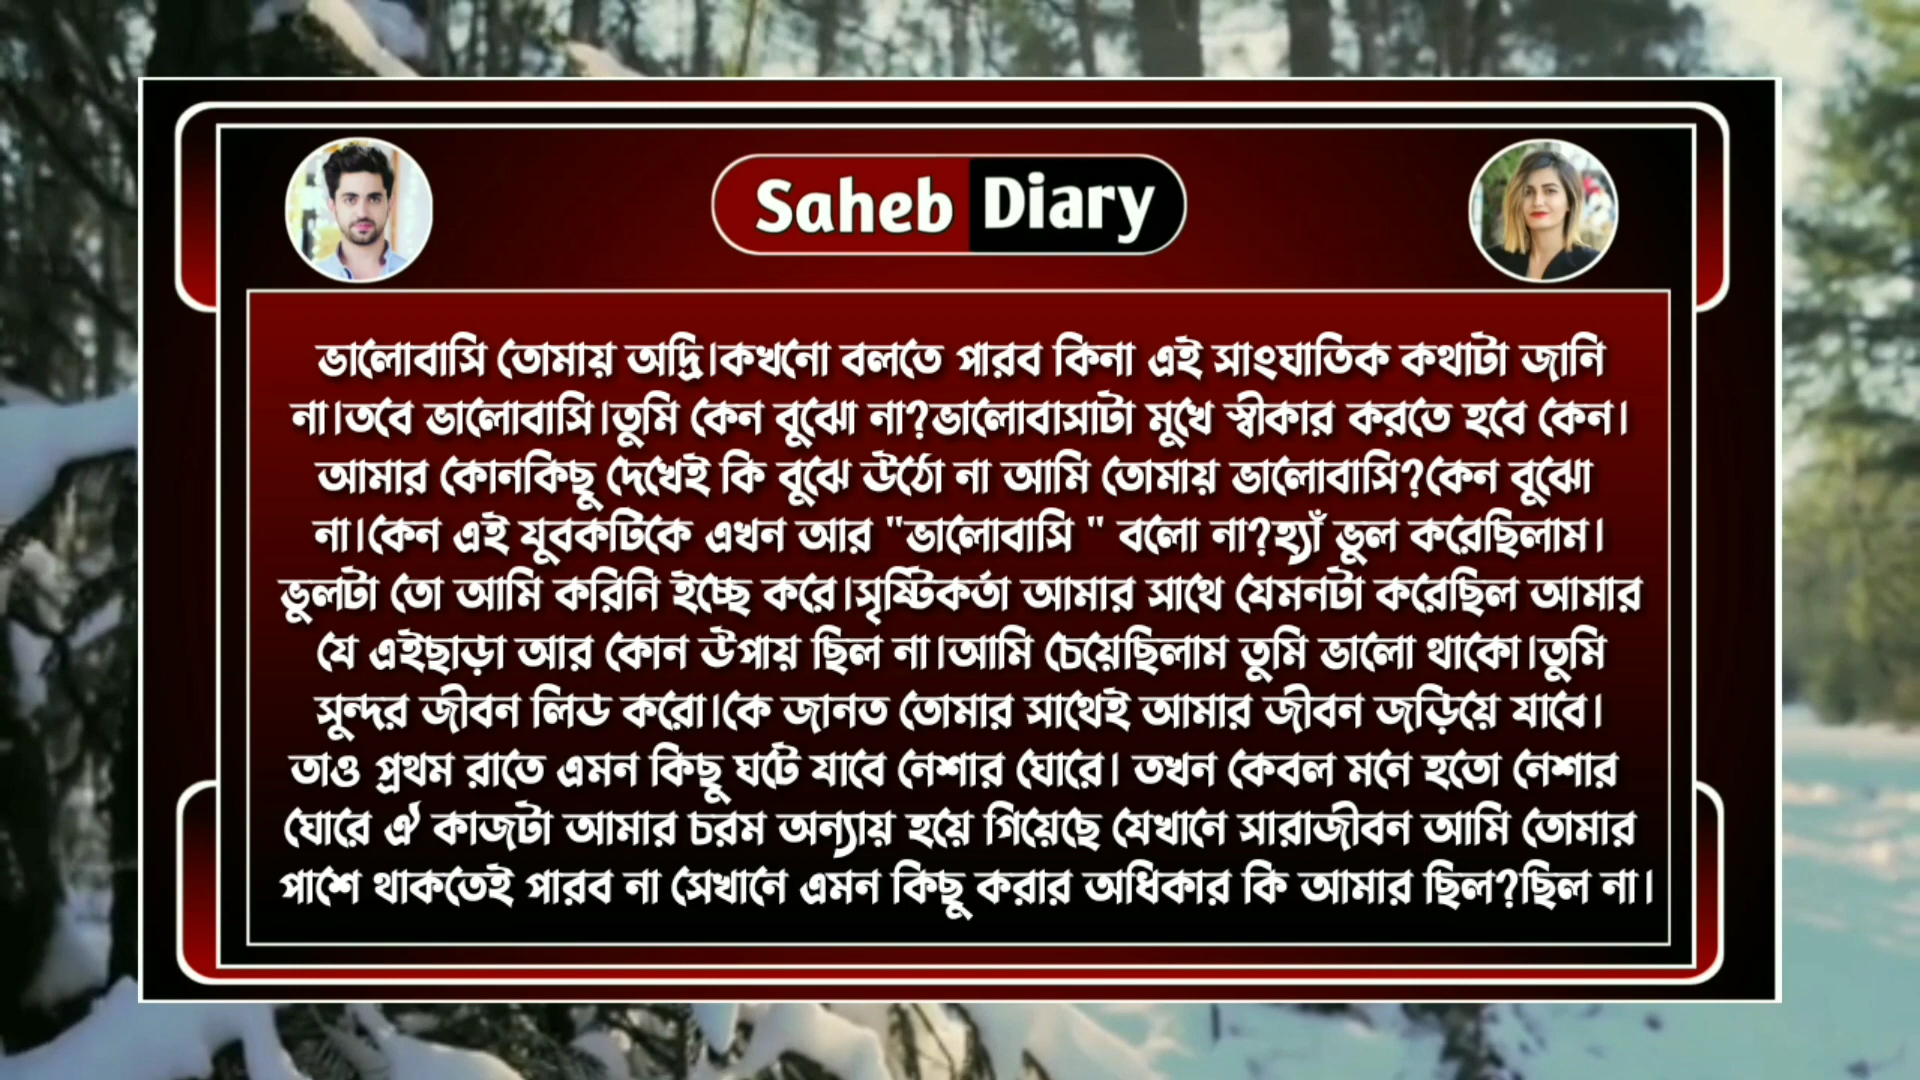 Saheb Diary
ভালোবাসি তোমায় অদ্রি।কখনো বলতে পারব কিনা এই সাংঘাতিক কথাটা জানি
না।তবে ভালোবাসি।তুমি কেন বুঝো না?ভালোবাসাটা মুখে স্বীকার করতে হবে কেন।
আমার কোনকিছু দেখেই কি বুঝে উঠো না আমি তোমায় ভালোবাসি?কেন বুঝো
না।কেন এই যুবকটিকে এখন আর "ভালোবাসি " বলো না?হ্যাঁ ভুল করেছিলাম।
ভুলটা তো আমি করিনি ইচ্ছে করে।সৃষ্টিকর্তা আমার সাথে যেমনটা করেছিল আমার
যে এইছাড়া আর কোন উপায় ছিল না।আমি চেয়েছিলাম তুমি ভালো থাকো।তুমি
সুন্দর জীবন লিড করো।কে জানত তোমার সাথেই আমার জীবন জড়িয়ে যাবে।
তাও প্রথম রাতে এমন কিছু ঘটে যাবে নেশার ঘোরে। তখন কেবল মনে হতো নেশার
ঘোরে ঐ কাজটা আমার চরম অন্যায় হয়ে গিয়েছে যেখানে সারাজীবন আমি তোমার
পাশে থাকতেই পারব না সেখানে এমন কিছু করার অধিকার কি আমার ছিল?ছিল না।